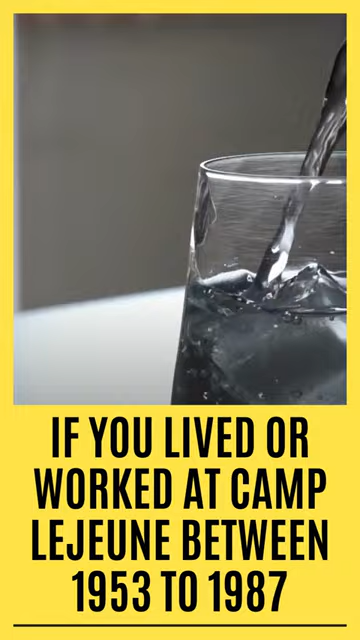 IF YOU LIVED OR
WORKED AT CAMP
LEJEUNE BETWEEN
1953 TO 1987